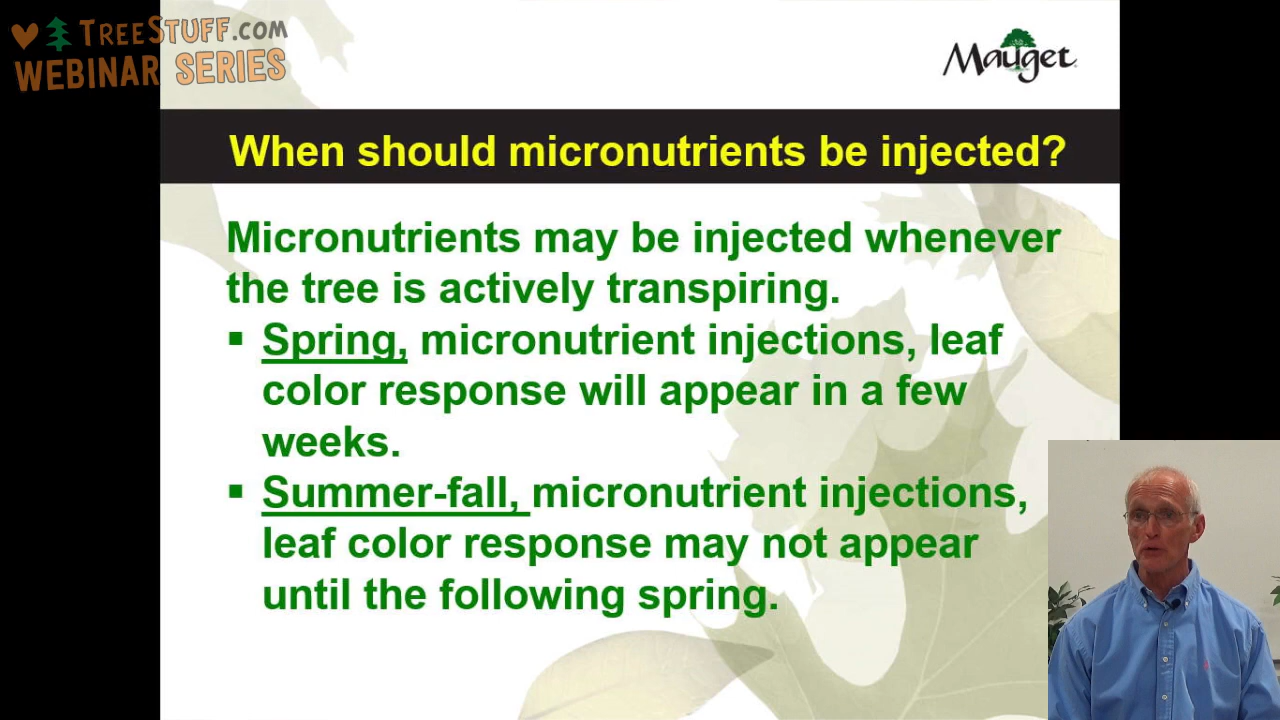 TREESTUFF.COM
WEBINAR SERIES
Mauget
When should micronutrients be injected?
Micronutrients may be injected whenever
the tree is actively transpiring.
▪ Spring, micronutrient injections, leaf
color response will appear in a few
weeks.
▪ Summer-fall, micronutrient injections,
leaf color response may not appear
until the following spring.